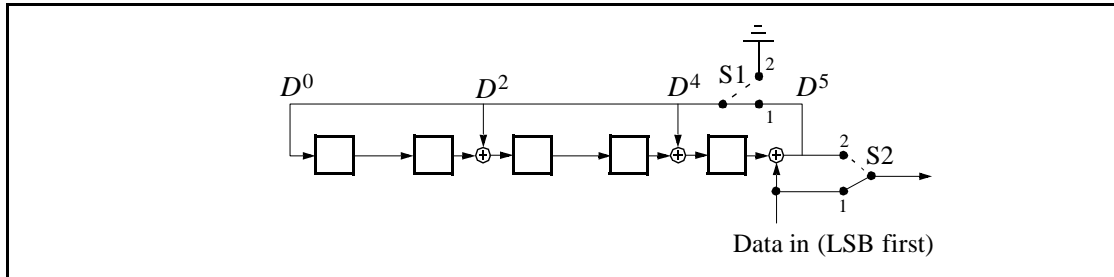 2
S1
D⁰ D² D⁴ D⁵
1
2
S2
1
Data in (LSB first)